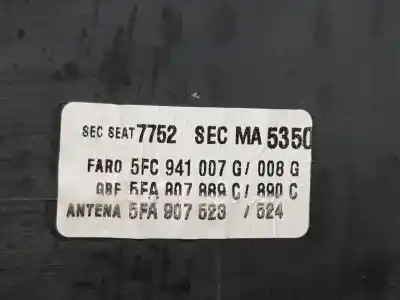 SEC SEAT 7752 SEC MA 5350
FARO 5FC 941 007 G/ 008 G
GRF 5FA 807 889 C/ 890 C
ANTENA 5FA 907 523 / 524